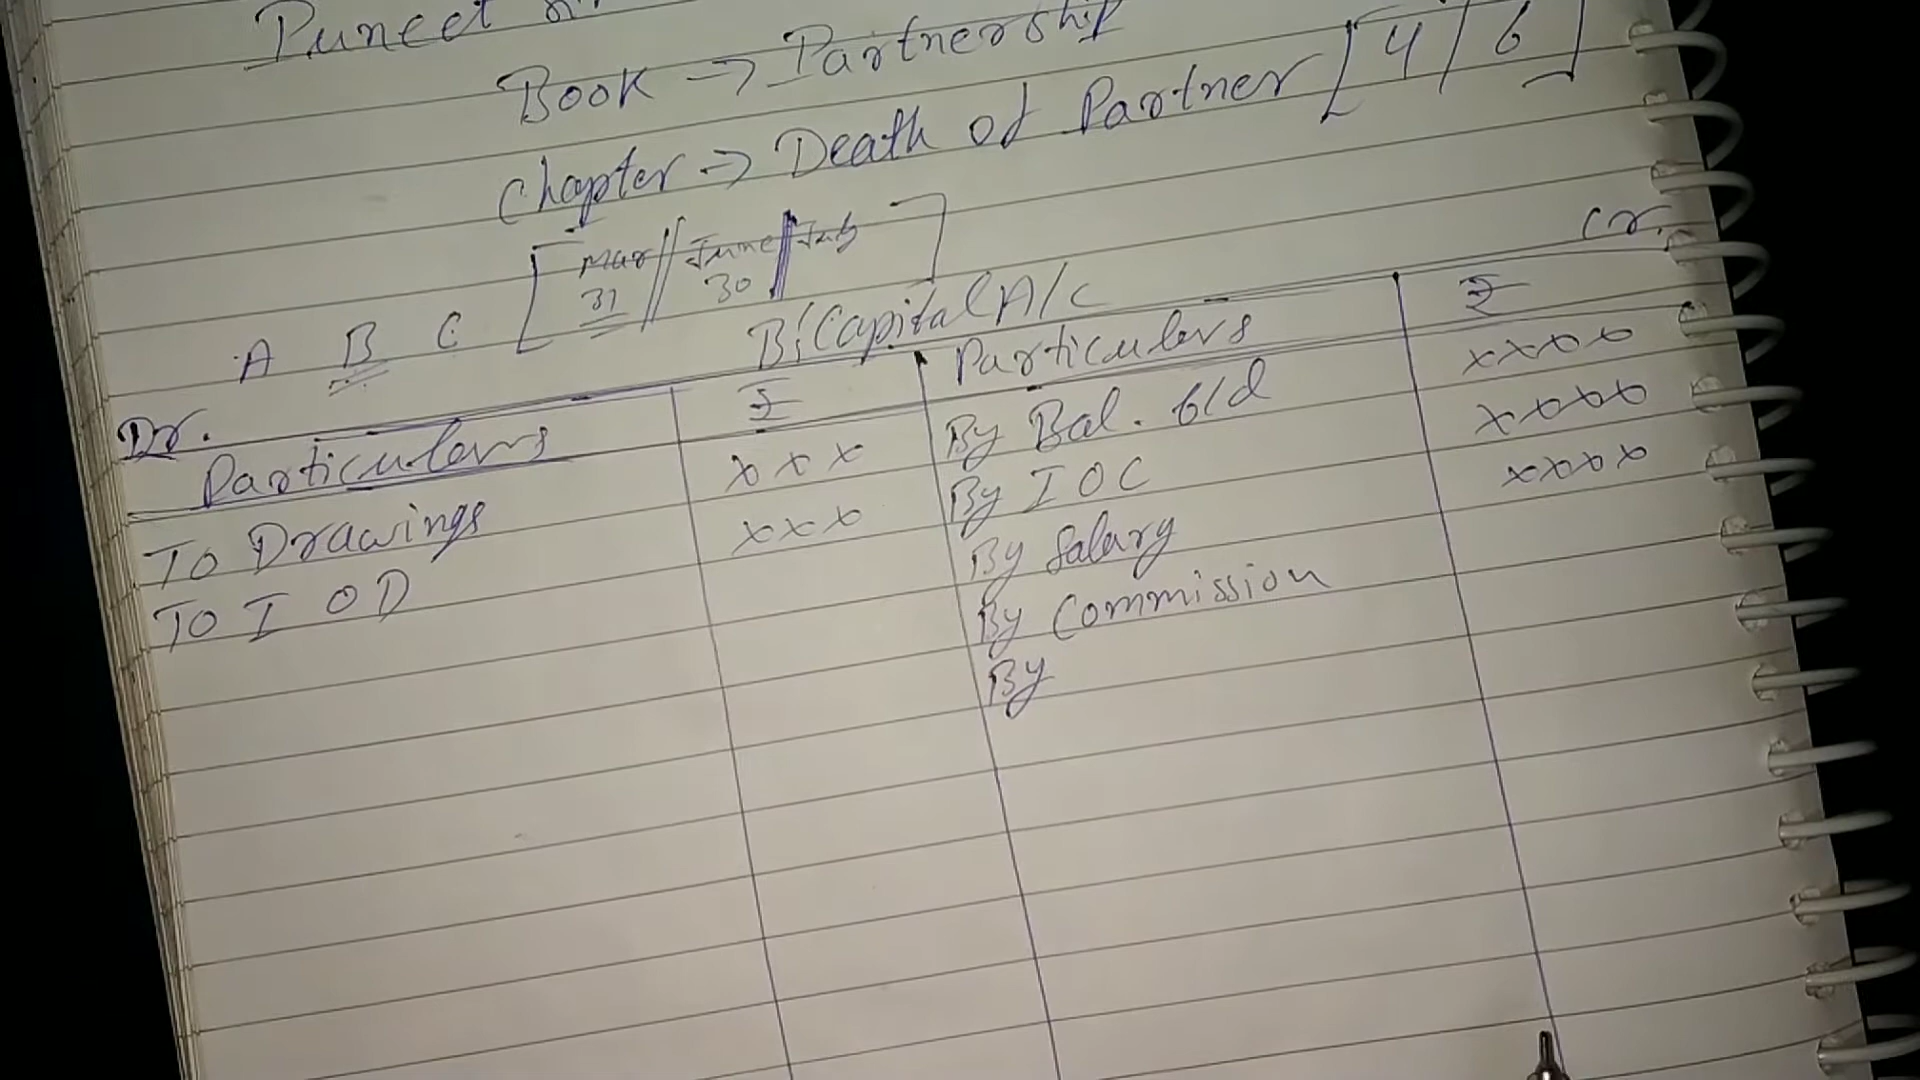 Puneet
Book → Partnership
Chapter → Death of Partner [4/6]
[Mar // June // July]
31 30
A B C
B's Capital A/c
Dr. Cr.
Particulars ₹ Particulars ₹
To Drawings xxx By Bal. b/d xxxx
To I O D xxx By I O C xxxx
By Salary xxxx
By Commission
By